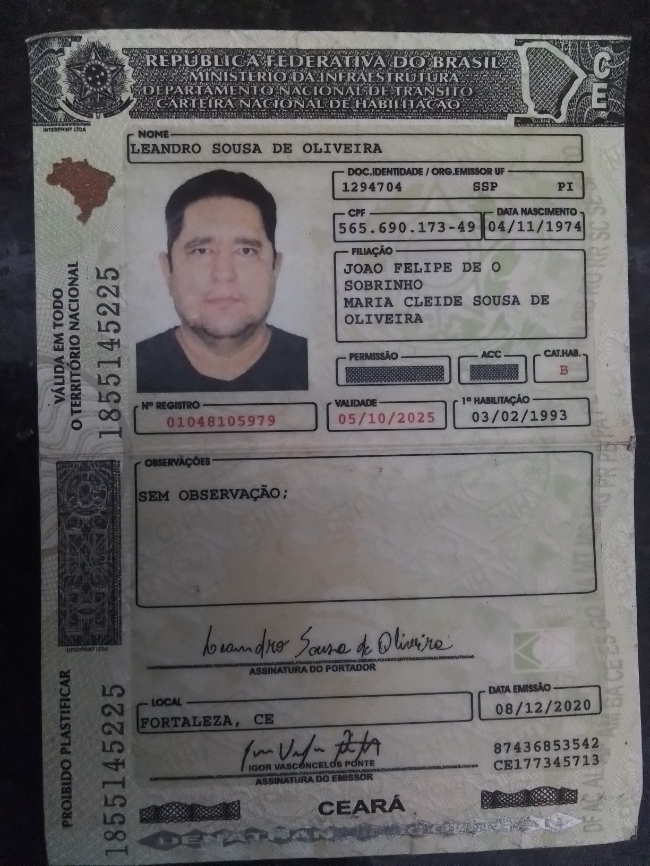 REPÚBLICA FEDERATIVA DO BRASIL
MINISTÉRIO DA INFRAESTRUTURA
DEPARTAMENTO NACIONAL DE TRÂNSITO
CARTEIRA NACIONAL DE HABILITAÇÃO
CE
INTERPRINT LTDA
NOME
LEANDRO SOUSA DE OLIVEIRA
DOC. IDENTIDADE / ORG. EMISSOR UF
1294704 SSP PI
CPF
565.690.173-49
DATA NASCIMENTO
04/11/1974
FILIAÇÃO
JOAO FELIPE DE O
SOBRINHO
MARIA CLEIDE SOUSA DE
OLIVEIRA
PERMISSÃO
ACC
CAT.HAB.
B
Nº REGISTRO
01048105979
VALIDADE
05/10/2025
1ª HABILITAÇÃO
03/02/1993
VÁLIDA EM TODO
O TERRITÓRIO NACIONAL
1855145225
OBSERVAÇÕES
SEM OBSERVAÇÃO;
Leandro Sousa de Oliveira
ASSINATURA DO PORTADOR
INTERPRINT LTDA
LOCAL
FORTALEZA, CE
DATA EMISSÃO
08/12/2020
IGOR VASCONCELOS PONTE
ASSINATURA DO EMISSOR
87436853542
CE177345713
PROIBIDO PLASTIFICAR
1855145225
CEARÁ